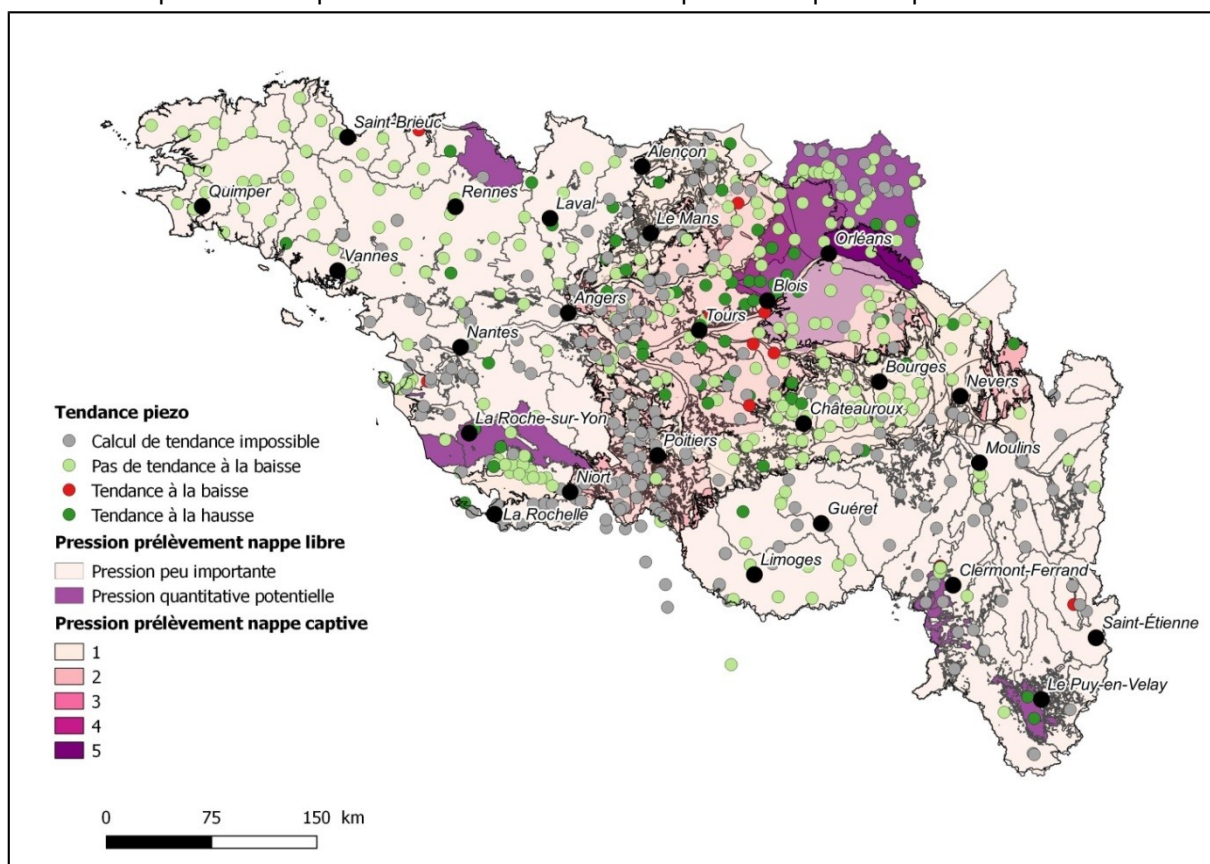 Saint-Brieuc
Alençon
Quimper
Rennes
Laval
Le Mans
Orléans
Vannes
Blois
Angers
Tours
Nantes
Bourges
Nevers
Châteauroux
La Roche-sur-Yon
Poitiers
Moulins
Niort
La Rochelle
Guéret
Limoges
Clermont-Ferrand
Saint-Étienne
Le Puy-en-Velay
Tendance piezo
Calcul de tendance impossible
Pas de tendance à la baisse
Tendance à la baisse
Tendance à la hausse
Pression prélèvement nappe libre
Pression peu importante
Pression quantitative potentielle
Pression prélèvement nappe captive
1
2
3
4
5
0 75 150 km